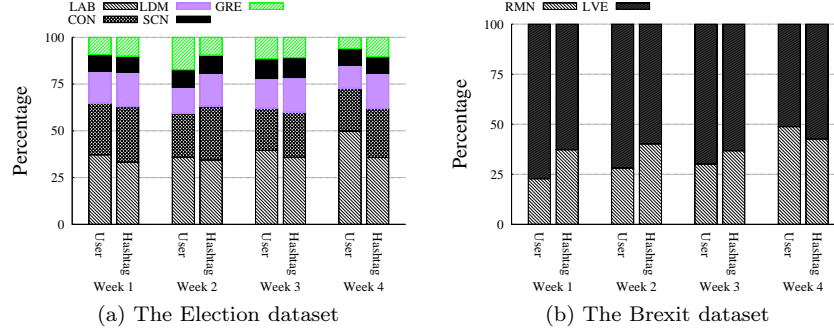 LAB LDM GRE
CON SCN
100
75
50
25
0
Percentage
User Hashtag User Hashtag User Hashtag User Hashtag
Week 1 Week 2 Week 3 Week 4
(a) The Election dataset
RMN LVE
100
75
50
25
0
Percentage
User Hashtag User Hashtag User Hashtag User Hashtag
Week 1 Week 2 Week 3 Week 4
(b) The Brexit dataset